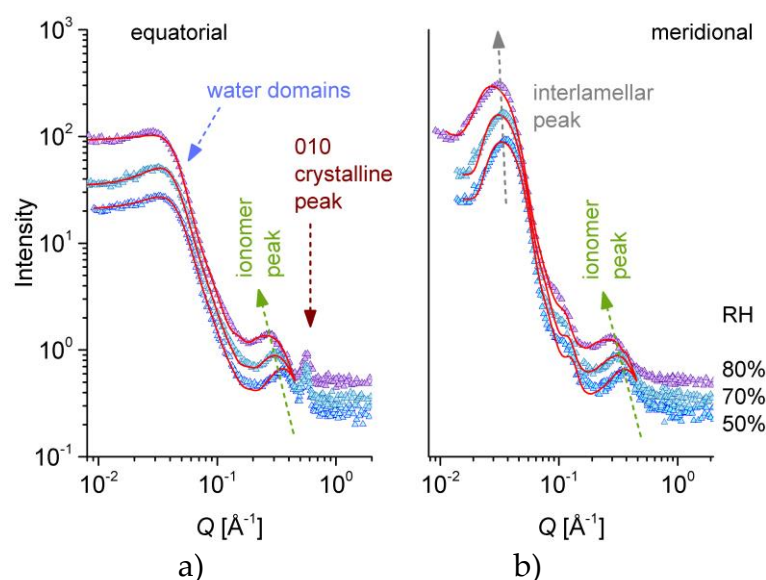 equatorial
meridional
water domains
010
crystalline
peak
ionomer
peak
interlamellar
peak
ionomer
peak
RH
80%
70%
50%
Intensity
10³
10²
10¹
10⁰
10⁻¹
10⁻² 10⁻¹ 10⁰
10⁻² 10⁻¹ 10⁰
Q [Å⁻¹]
Q [Å⁻¹]
a)
b)